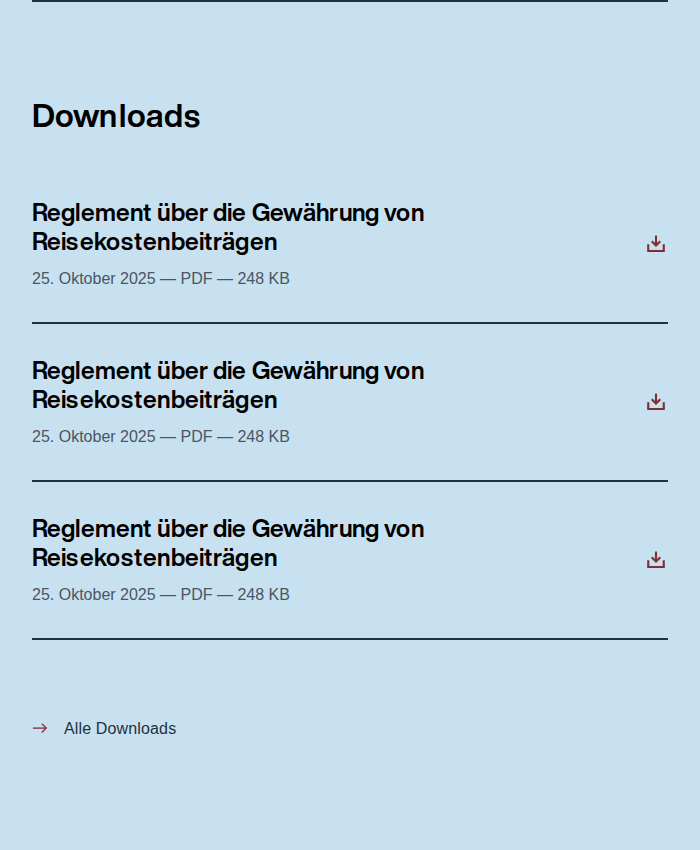 Downloads
Reglement über die Gewährung von
Reisekostenbeiträgen
25. Oktober 2025 — PDF — 248 KB
Reglement über die Gewährung von
Reisekostenbeiträgen
25. Oktober 2025 — PDF — 248 KB
Reglement über die Gewährung von
Reisekostenbeiträgen
25. Oktober 2025 — PDF — 248 KB
Alle Downloads